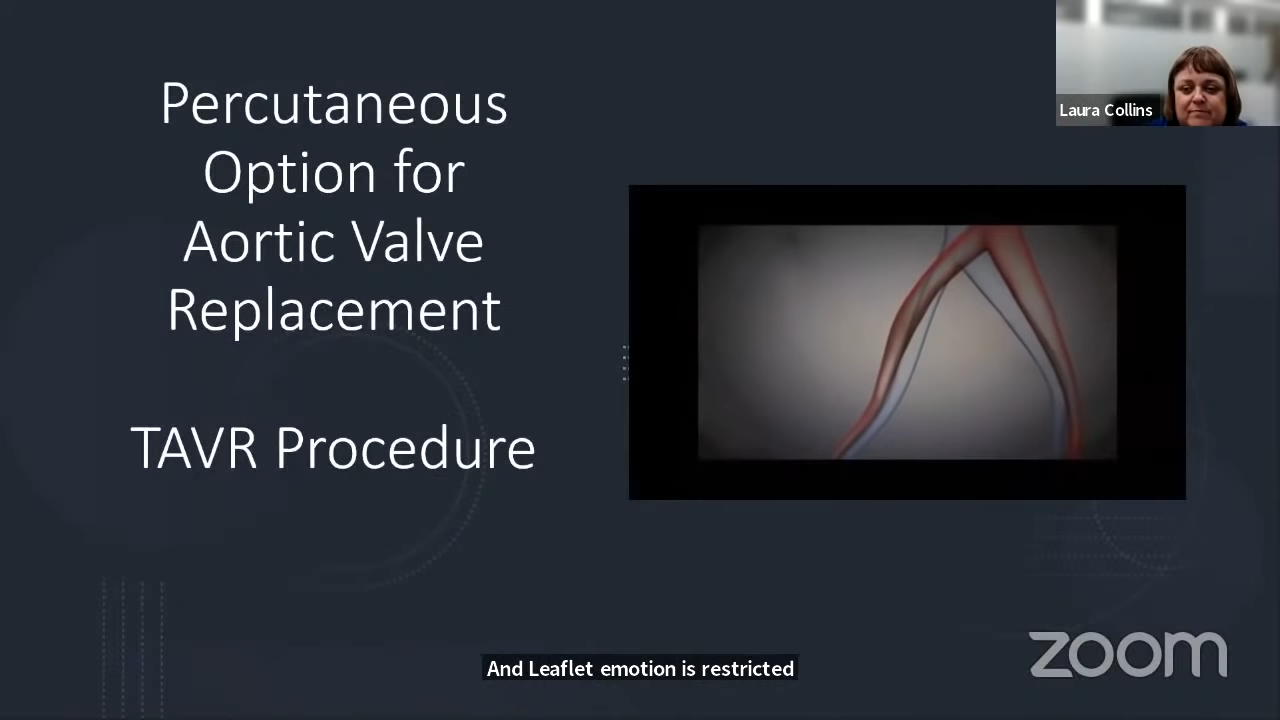 Percutaneous
Option for
Aortic Valve
Replacement
TAVR Procedure
Laura Collins
And Leaflet emotion is restricted
zoom